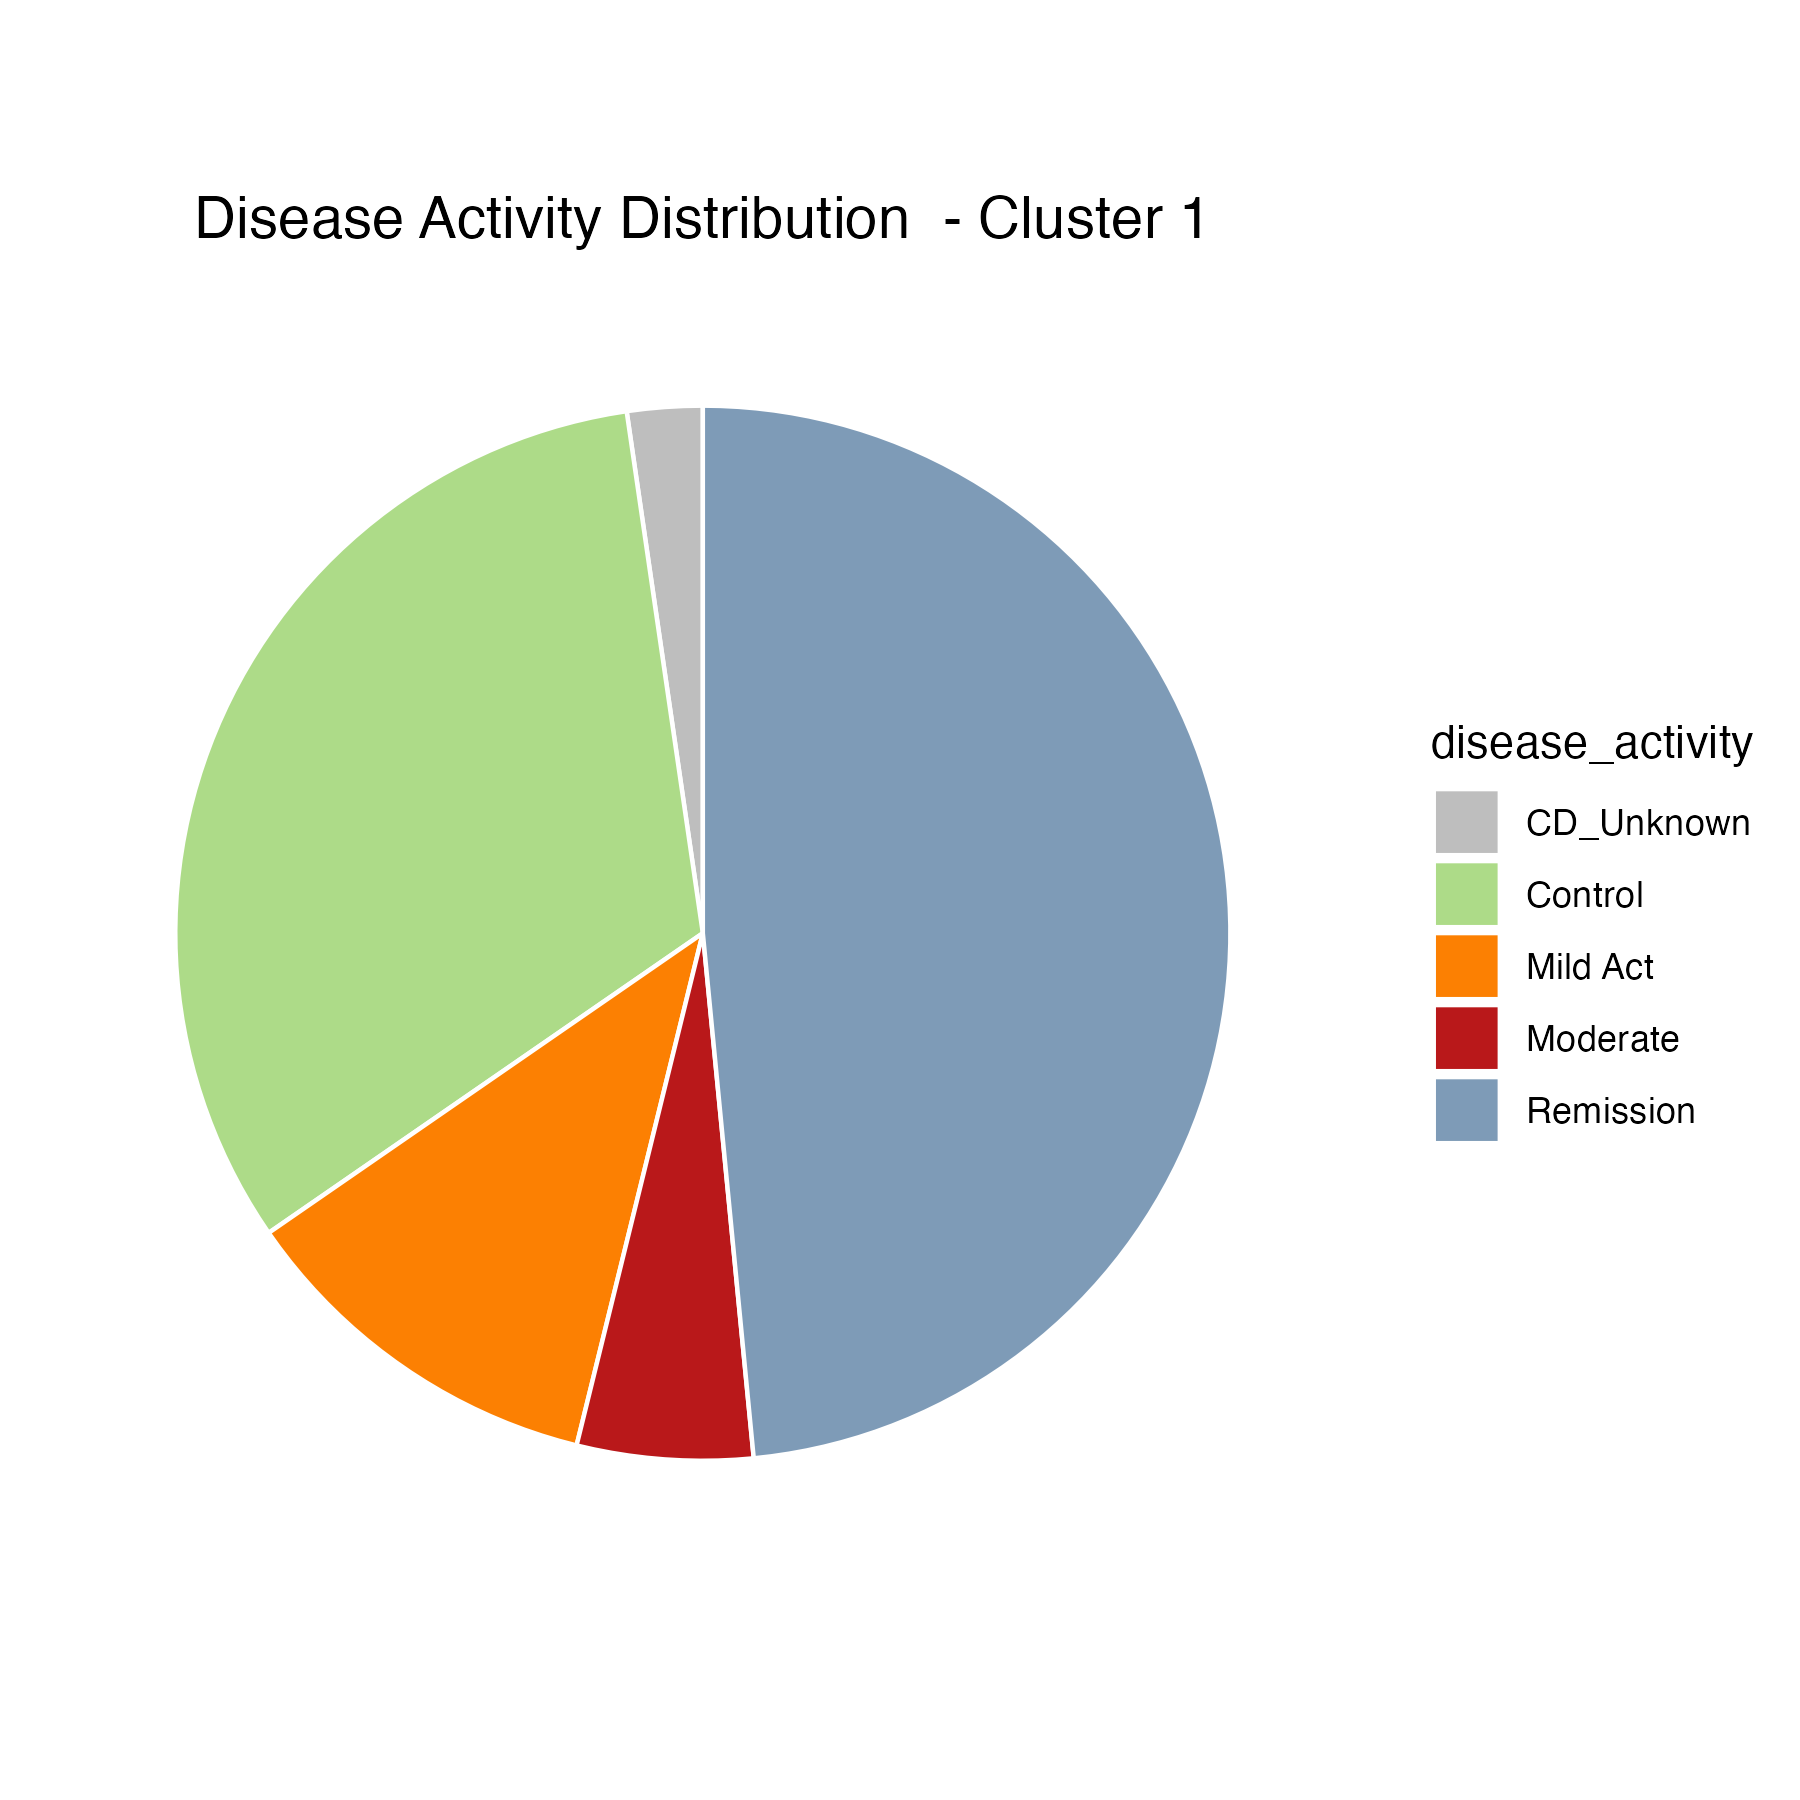 Disease Activity Distribution  - Cluster 1
disease_activity
CD_Unknown
Control
Mild Act
Moderate
Remission